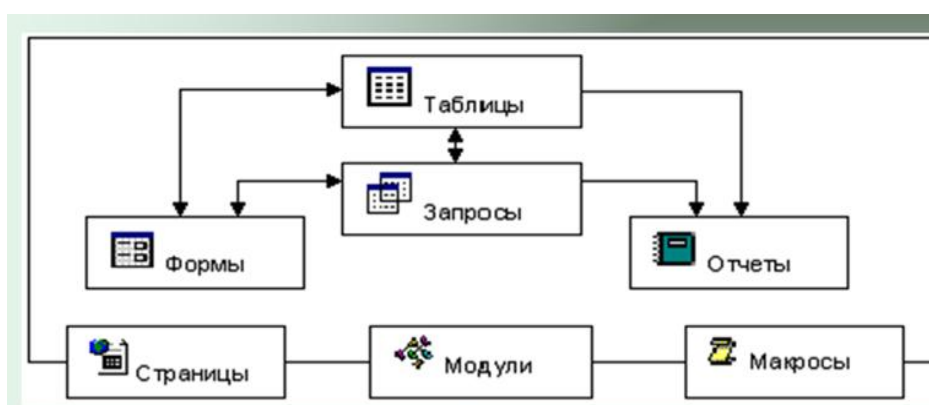 Таблицы
Запросы
Формы
Отчеты
Страницы
Модули
Макросы